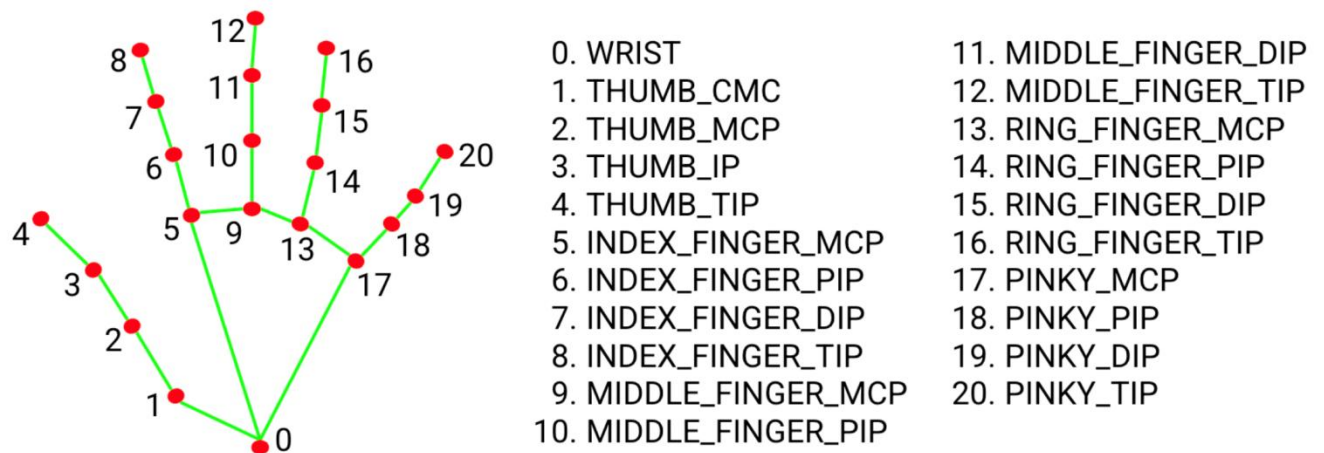 12
8
16
11
7
15
6
10
20
14
19
4
5
9
13
18
3
17
2
1
0
0. WRIST
1. THUMB_CMC
2. THUMB_MCP
3. THUMB_IP
4. THUMB_TIP
5. INDEX_FINGER_MCP
6. INDEX_FINGER_PIP
7. INDEX_FINGER_DIP
8. INDEX_FINGER_TIP
9. MIDDLE_FINGER_MCP
10. MIDDLE_FINGER_PIP
11. MIDDLE_FINGER_DIP
12. MIDDLE_FINGER_TIP
13. RING_FINGER_MCP
14. RING_FINGER_PIP
15. RING_FINGER_DIP
16. RING_FINGER_TIP
17. PINKY_MCP
18. PINKY_PIP
19. PINKY_DIP
20. PINKY_TIP